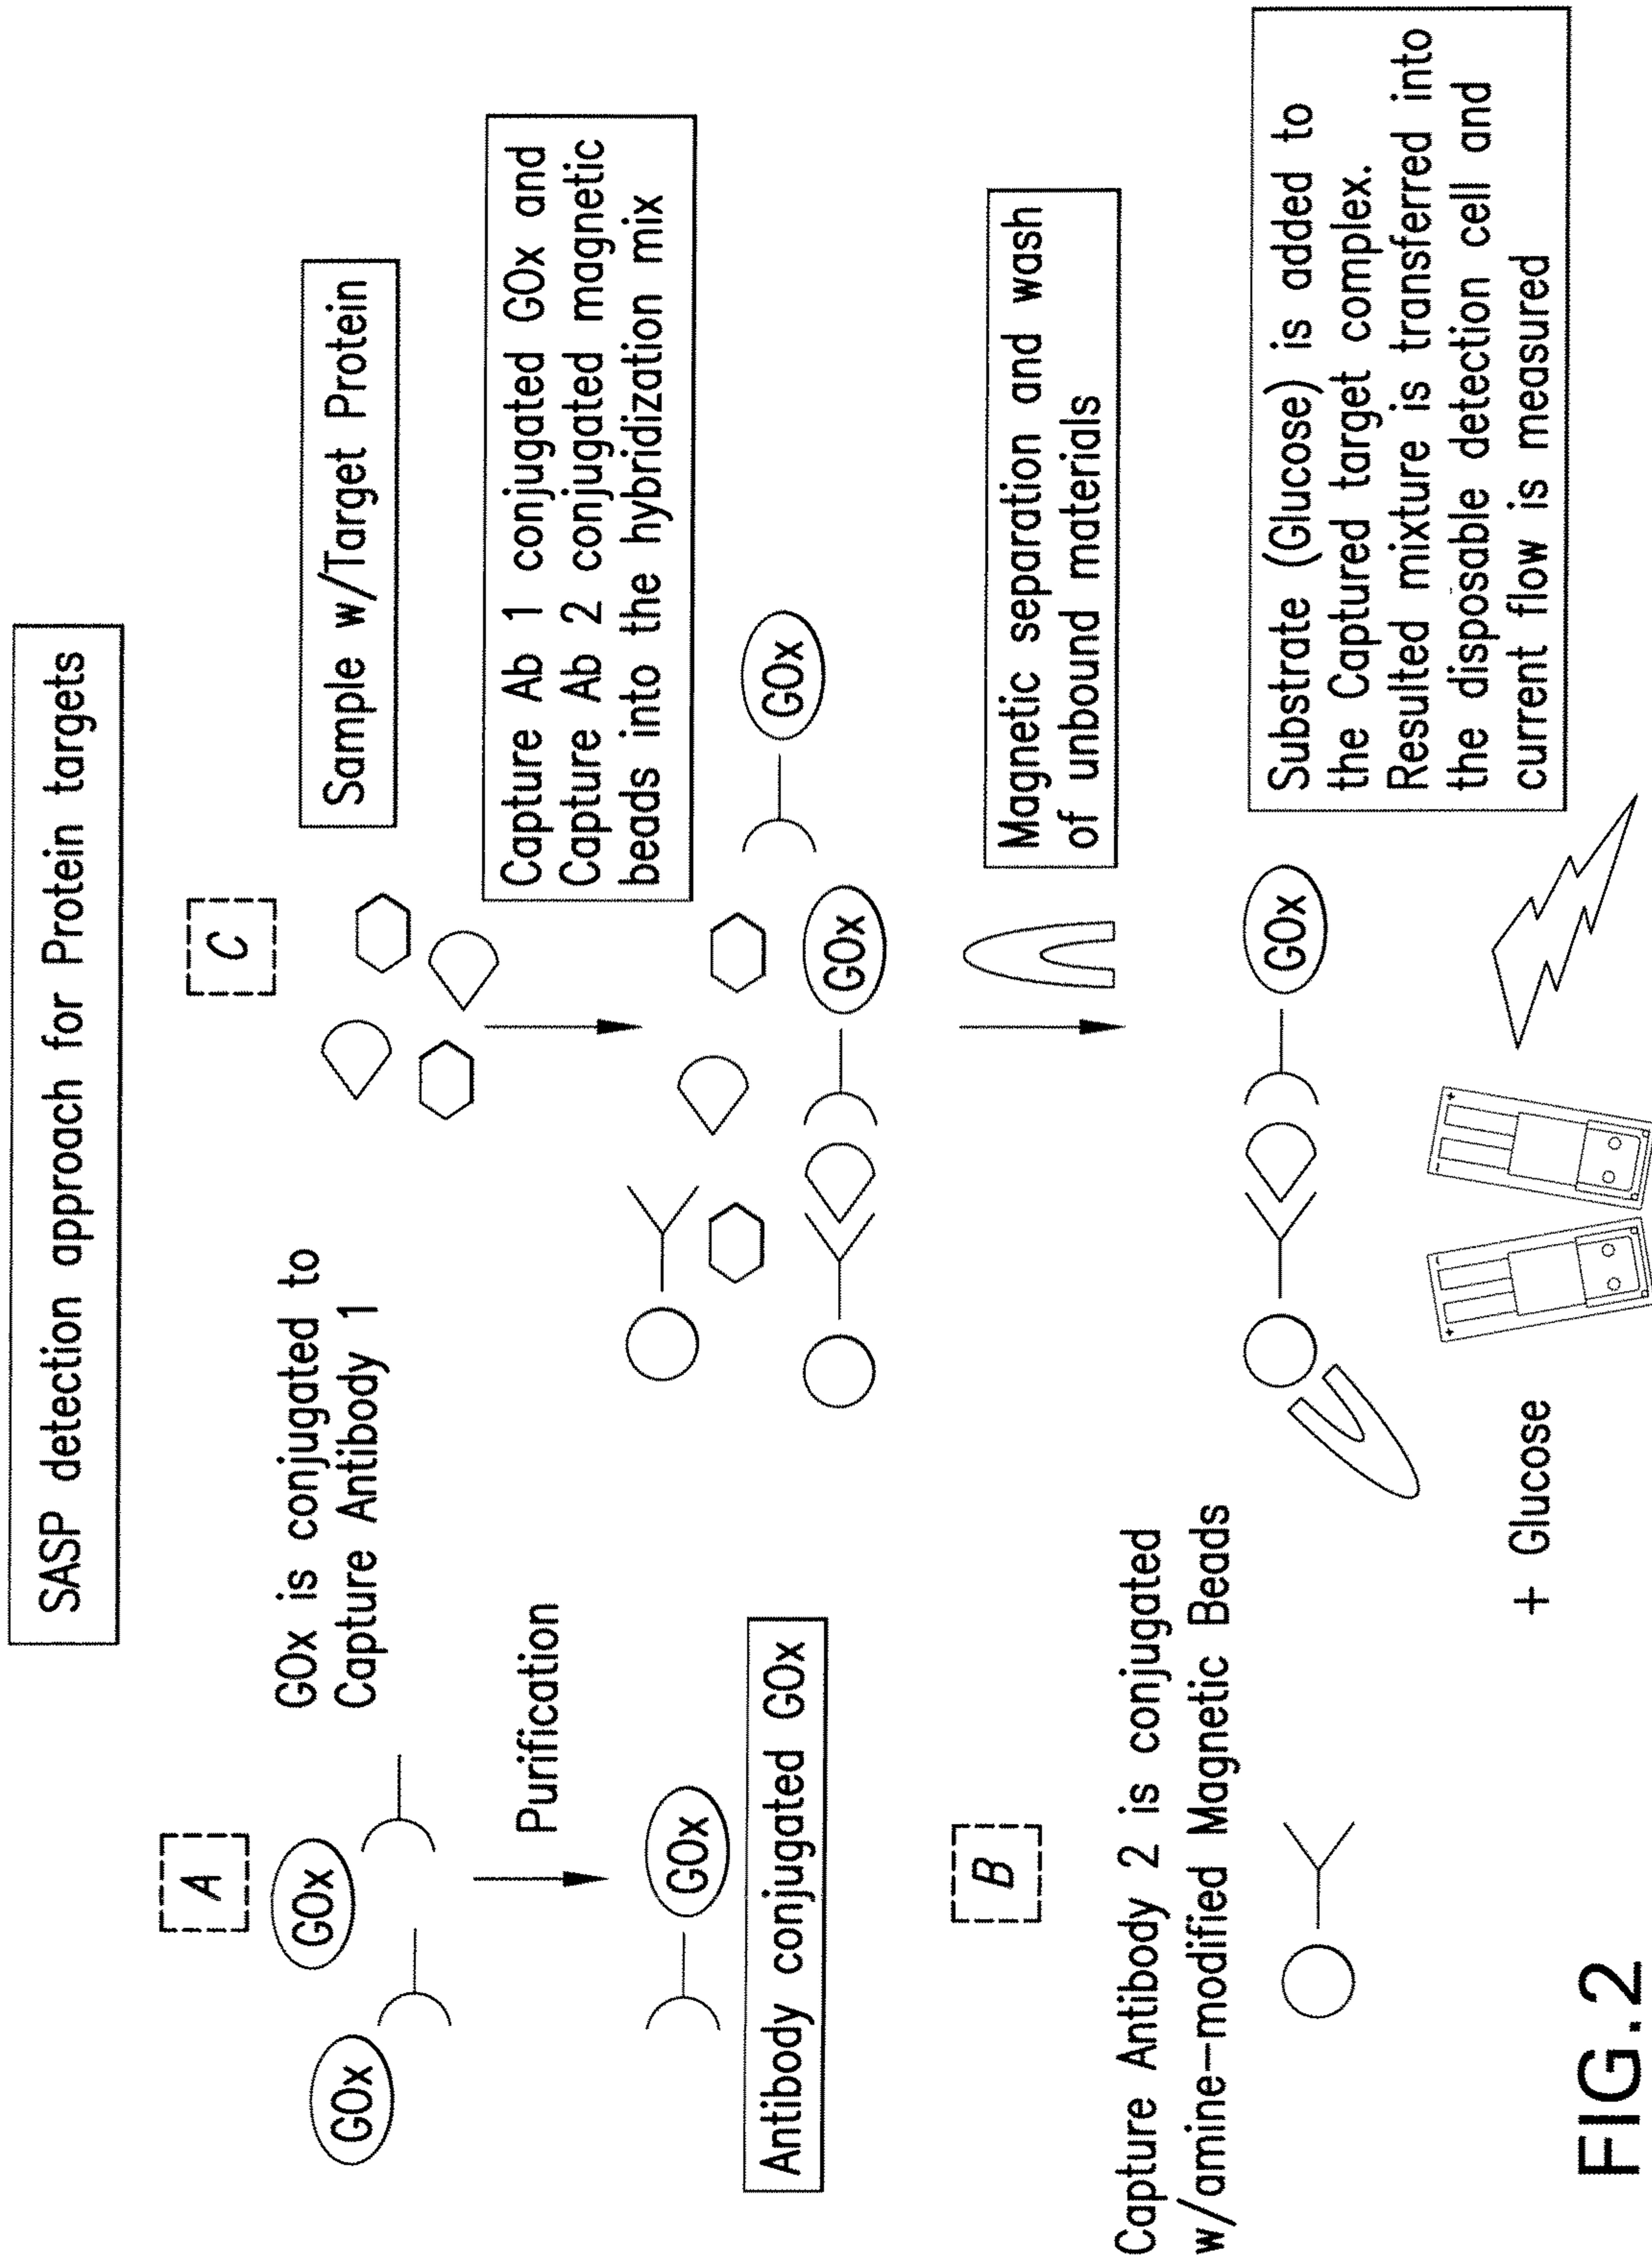 SASP detection approach for Protein targets
A
GOx is conjugated to
Capture Antibody 1
GOx
GOx
Purification
GOx
Antibody conjugated GOx
B
Capture Antibody 2 is conjugated
w/amine-modified Magnetic Beads
C
Sample w/Target Protein
Capture Ab 1 conjugated GOx and
Capture Ab 2 conjugated magnetic
beads into the hybridization mix
GOx
GOx
Magnetic separation and wash
of unbound materials
GOx
Substrate (Glucose) is added to
the Captured target complex.
Resulted mixture is transferred into
the disposable detection cell and
current flow is measured
+ Glucose
+ -
- +
FIG.2